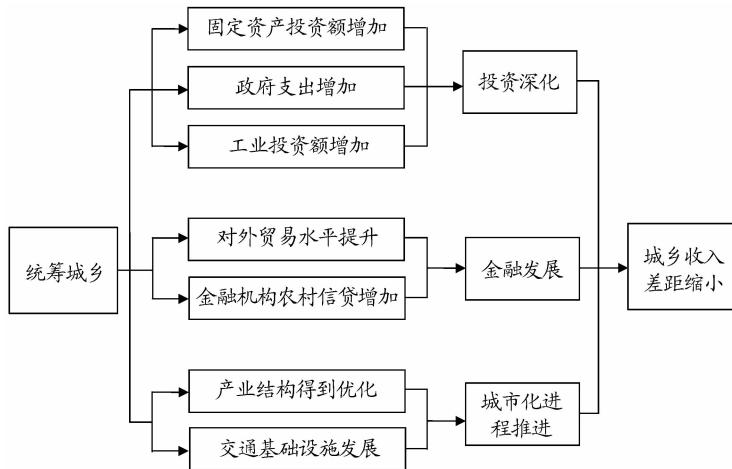 固定资产投资额增加
政府支出增加
工业投资额增加
投资深化
统筹城乡
对外贸易水平提升
金融机构农村信贷增加
金融发展
城乡收入
差距缩小
产业结构得到优化
交通基础设施发展
城市化进
程推进